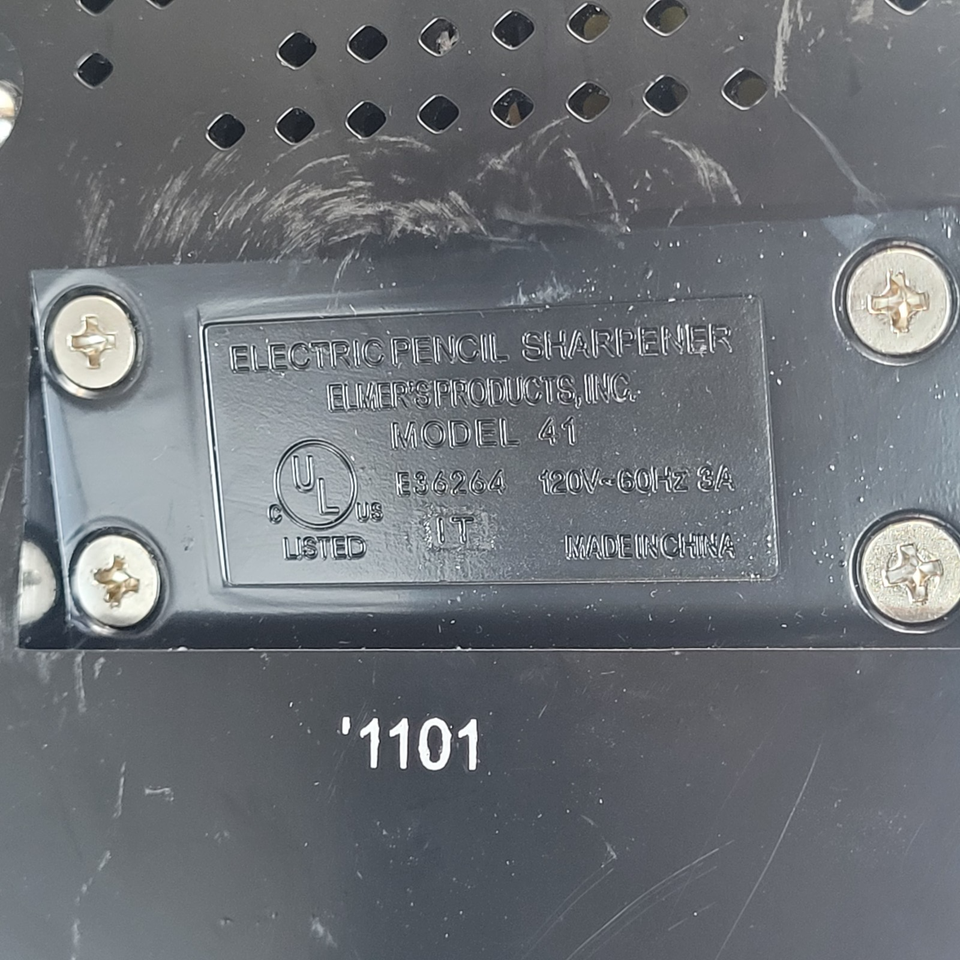 ELECTRIC PENCIL SHARPENER
ELMER'S PRODUCTS, INC.
MODEL 41
UL
C US
LISTED
E36264 120V~60Hz 3A
IT
MADE IN CHINA
'1101